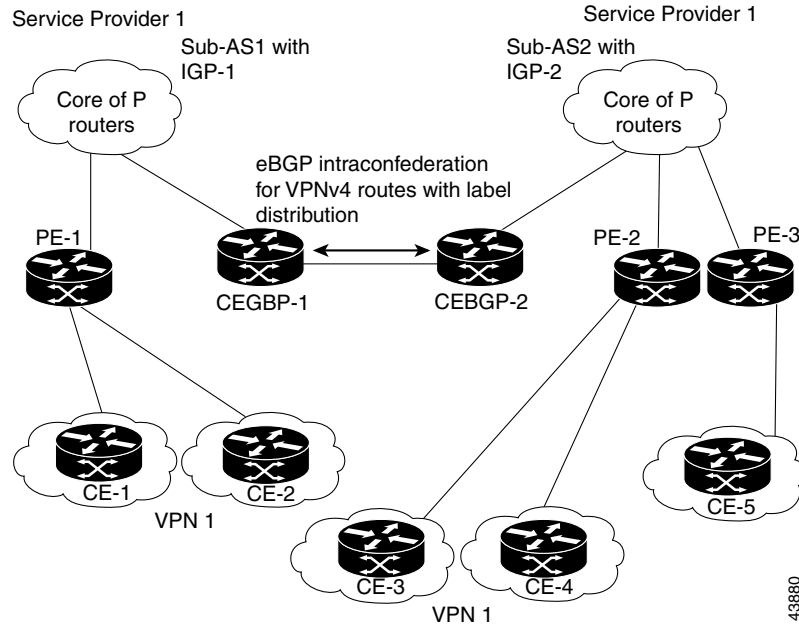 Service Provider 1
Service Provider 1
Sub-AS1 with
IGP-1
Sub-AS2 with
IGP-2
Core of P
routers
Core of P
routers
eBGP intraconfederation
for VPNv4 routes with label
distribution
PE-1
PE-2
PE-3
CEGBP-1
CEBGP-2
CE-1
CE-2
CE-5
VPN 1
CE-3
CE-4
VPN 1
43880